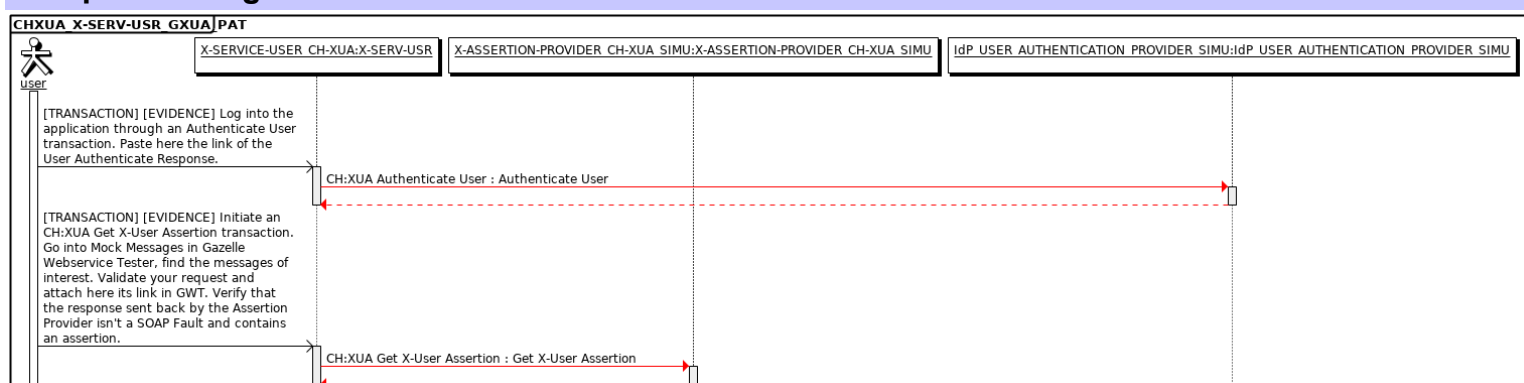 CHXUA_X-SERV-USR_GXUA_PAT
X-SERVICE-USER_CH-XUA:X-SERV-USR
X-ASSERTION-PROVIDER_CH-XUA_SIMU:X-ASSERTION-PROVIDER_CH-XUA_SIMU
IdP_USER_AUTHENTICATION_PROVIDER_SIMU:IdP_USER_AUTHENTICATION_PROVIDER_SIMU
user
[TRANSACTION] [EVIDENCE] Log into the
application through an Authenticate User
transaction. Paste here the link of the
User Authenticate Response.
CH:XUA Authenticate User : Authenticate User
[TRANSACTION] [EVIDENCE] Initiate an
CH:XUA Get X-User Assertion transaction.
Go into Mock Messages in Gazelle
Webservice Tester, find the messages of
interest. Validate your request and
attach here its link in GWT. Verify that
the response sent back by the Assertion
Provider isn't a SOAP Fault and contains
an assertion.
CH:XUA Get X-User Assertion : Get X-User Assertion